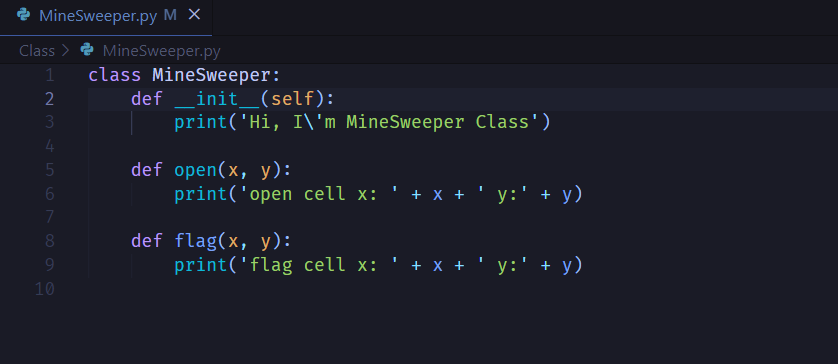 MineSweeper.py M ×
Class > MineSweeper.py
1 class MineSweeper:
2     def __init__(self):
3         print('Hi, I\'m MineSweeper Class')
4
5     def open(x, y):
6         print('open cell x: ' + x + ' y:' + y)
7
8     def flag(x, y):
9         print('flag cell x: ' + x + ' y:' + y)
10